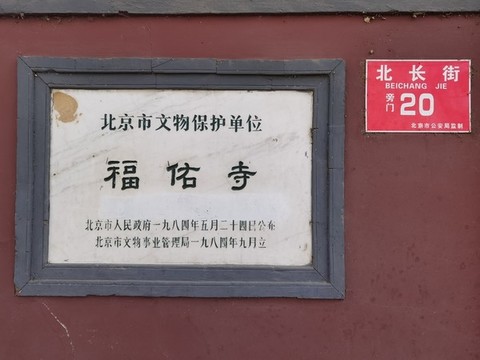 北京市文物保护单位
福佑寺
北京市人民政府一九八四年五月二十四日公布
北京市文物事业管理局一九八四年九月立
北长街
BEICHANG JIE
旁门 20
北京市公安局监制